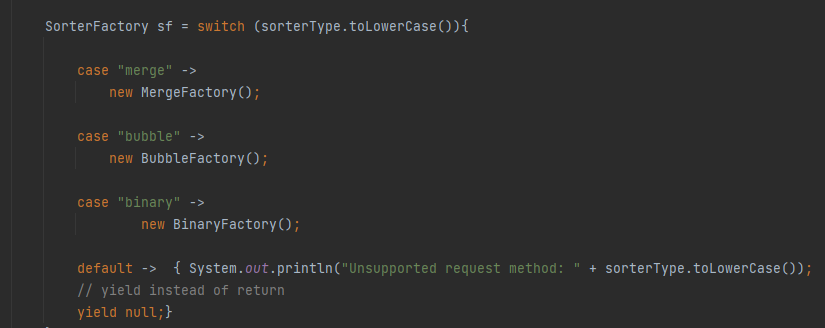 SorterFactory sf = switch (sorterType.toLowerCase()){
case "merge" ->
new MergeFactory();
case "bubble" ->
new BubbleFactory();
case "binary" ->
new BinaryFactory();
default ->  { System.out.println("Unsupported request method: " + sorterType.toLowerCase());
// yield instead of return
yield null;}